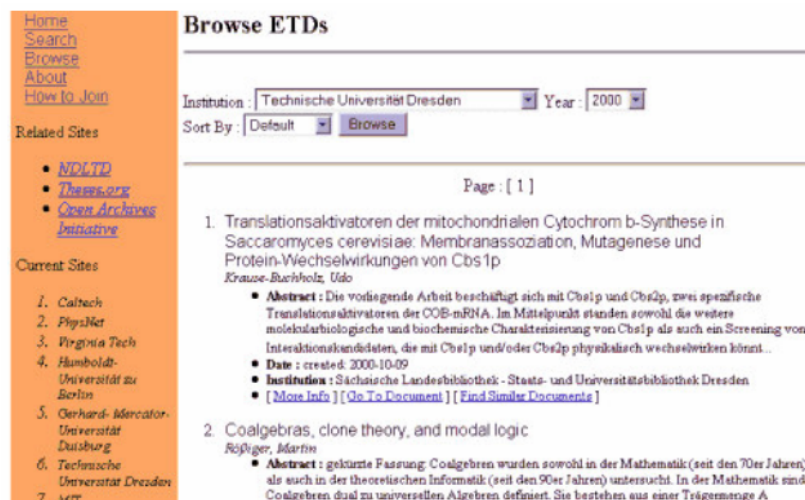 Home
Search
Browse
About
How to Join
Related Sites
NDLTD
Theses.org
Open Archives
Initiative
Current Sites
1. Caltech
2. PhysNet
3. Virginia Tech
4. Humboldt-
Universität zu
Berlin
5. Gerhard- Mercator-
Universität
Duisburg
6. Technische
Universität Dresden
7. MIT
Browse ETDs
Institution : Technische Universität Dresden Year : 2000
Sort By : Default Browse
Page : [ 1 ]
1. Translationsaktivatoren der mitochondrialen Cytochrom b-Synthese in
Saccaromyces cerevisiae: Membranassoziation, Mutagenese und
Protein-Wechselwirkungen von Cbs1p
Krause-Buchholz, Udo
Abstract : Die vorliegende Arbeit beschäftigt sich mit Cbs1p und Cbs2p, zwei spezifische
Translationsaktivatoren der COB-mRNA. Im Mittelpunkt standen sowohl die weitere
molekularbiologische und biochemische Charakterisierung von Cbs1p als auch ein Screening von
Interaktionskandidaten, die mit Cbs1p und/oder Cbs2p physikalisch wechselwirken könnt...
Date : created: 2000-10-09
Institution : Sächsische Landesbibliothek - Staats- und Universitätsbibliothek Dresden
[ More Info ] [ Go To Document ] [ Find Similar Documents ]
2. Coalgebras, clone theory, and modal logic
Rößiger, Martin
Abstract : gekürzte Fassung: Coalgebren wurden sowohl in der Mathematik (seit den 70er Jahren)
als auch in der theoretischen Informatik (seit den 90er Jahren) untersucht. In der Mathematik sind
Coalgebren dual zu universellen Algebren definiert. Sie bestehen aus einer Trägermenge A